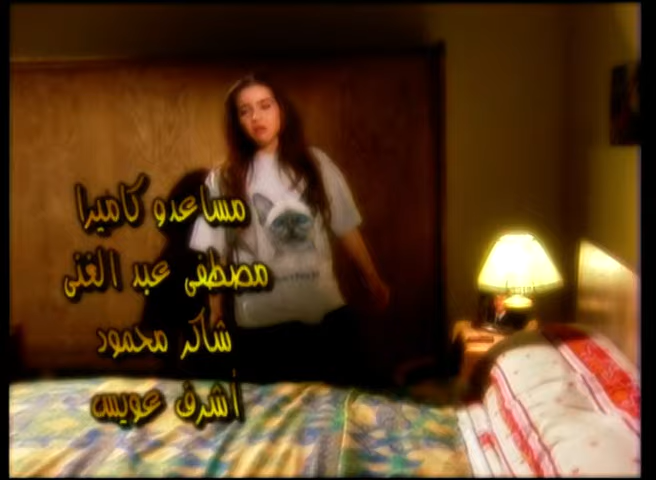 مساعدو كاميرا
مصطفى عبد الغنى
شاكر محمود
أشرف عويس